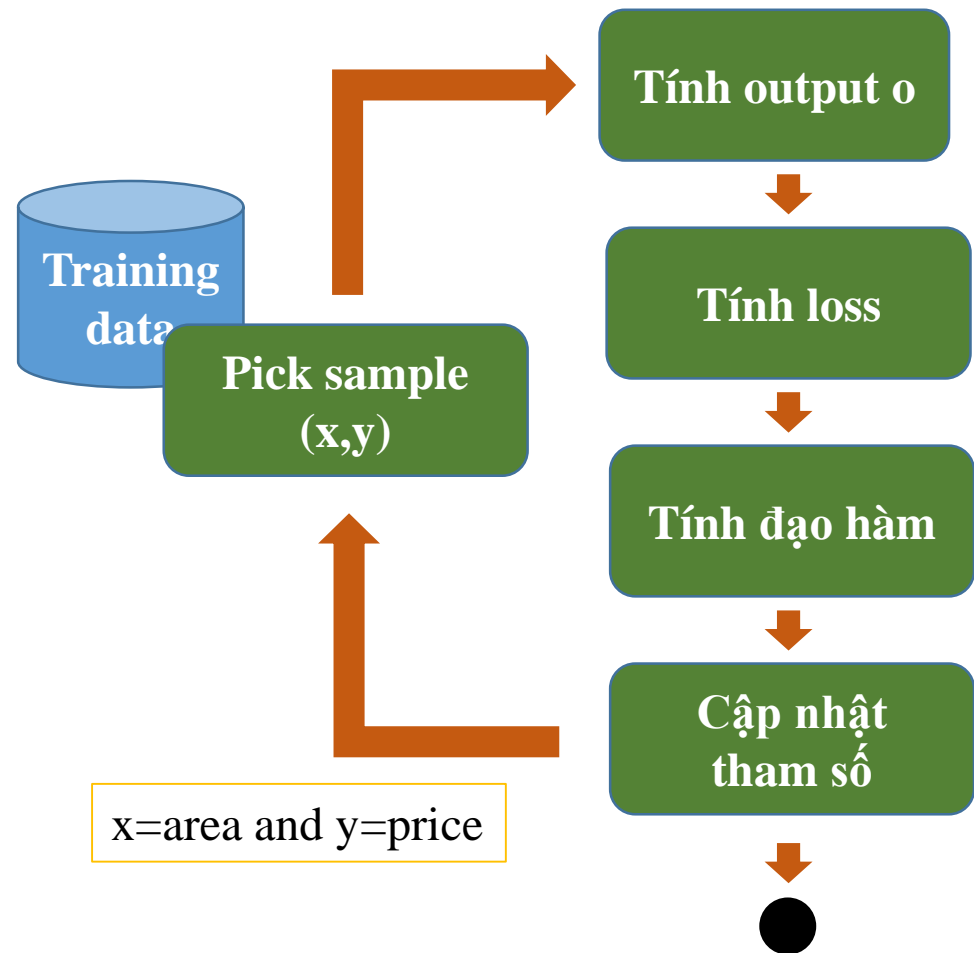 Training
data
Pick sample
(x,y)
Tính output o
Tính loss
Tính đạo hàm
Cập nhật
tham số
x=area and y=price